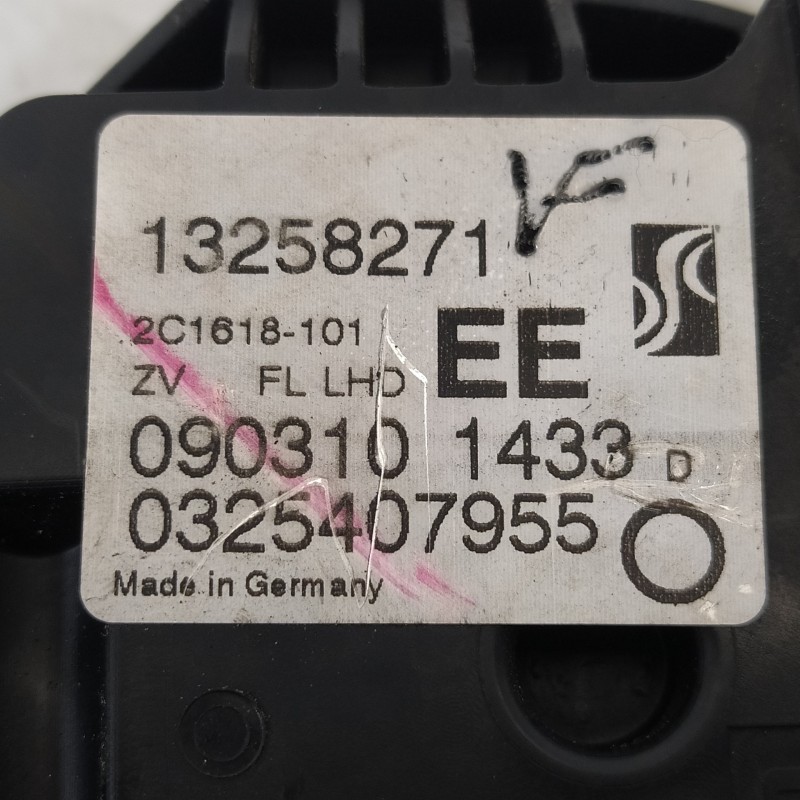 13258271
2C1618-101
ZV FL LHD EE
090310 1433 D
0325407955
Made in Germany